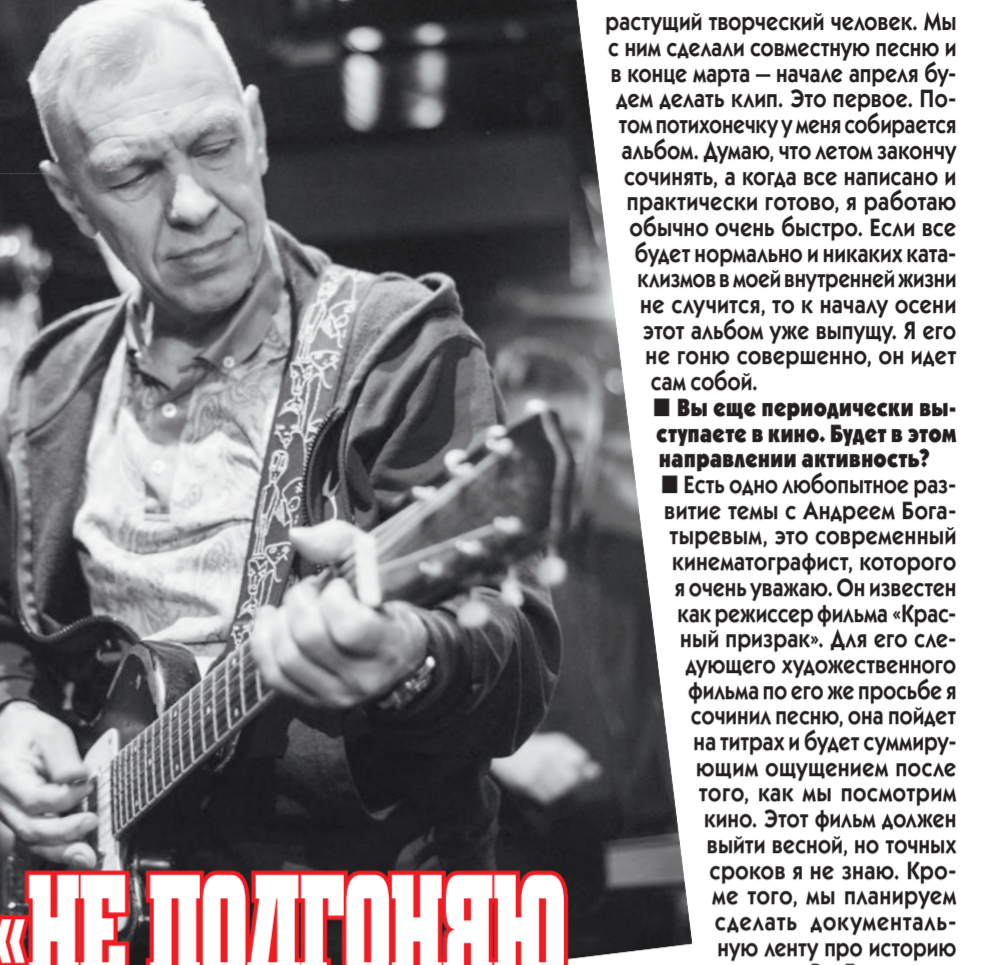 растущий творческий человек. Мы
с ним сделали совместную песню и
в конце марта — начале апреля бу-
дем делать клип. Это первое. По-
том потихонечку у меня собирается
альбом. Думаю, что летом закончу
сочинять, а когда все написано и
практически готово, я работаю
обычно очень быстро. Если все
будет нормально и никаких ката-
клизмов в моей внутренней жизни
не случится, то к началу осени
этот альбом уже выпущу. Я его
не гоню совершенно, он идет
сам собой.
■ Вы еще периодически вы-
ступаете в кино. Будет в этом
направлении активность?
■ Есть одно любопытное раз-
витие темы с Андреем Бога-
тыревым, это современный
кинематографист, которого
я очень уважаю. Он известен
как режиссер фильма «Крас-
ный призрак». Для его сле-
дующего художественного
фильма по его же просьбе я
сочинил песню, она пойдет
на титрах и будет суммиру-
ющим ощущением после
того, как мы посмотрим
кино. Этот фильм должен
выйти весной, но точных
сроков я не знаю. Кро-
ме того, мы планируем
сделать документаль-
ную ленту про историю
«НЕ ПОДГОНЯЮ